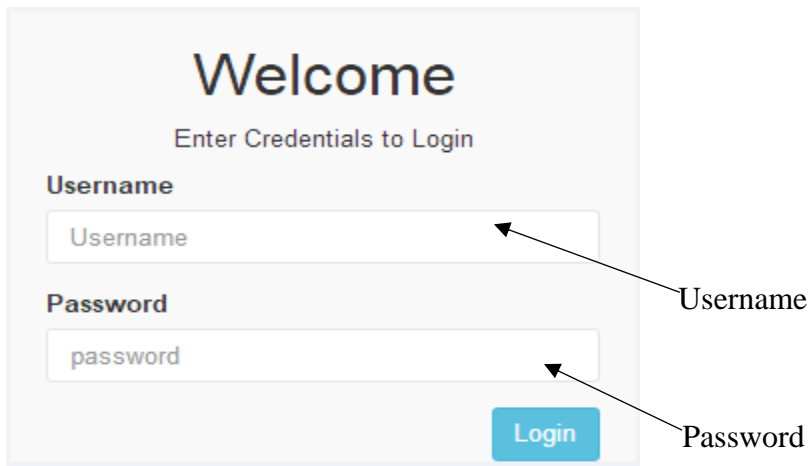 Welcome
Enter Credentials to Login
Username
Username
Username
Password
password
Login
Password